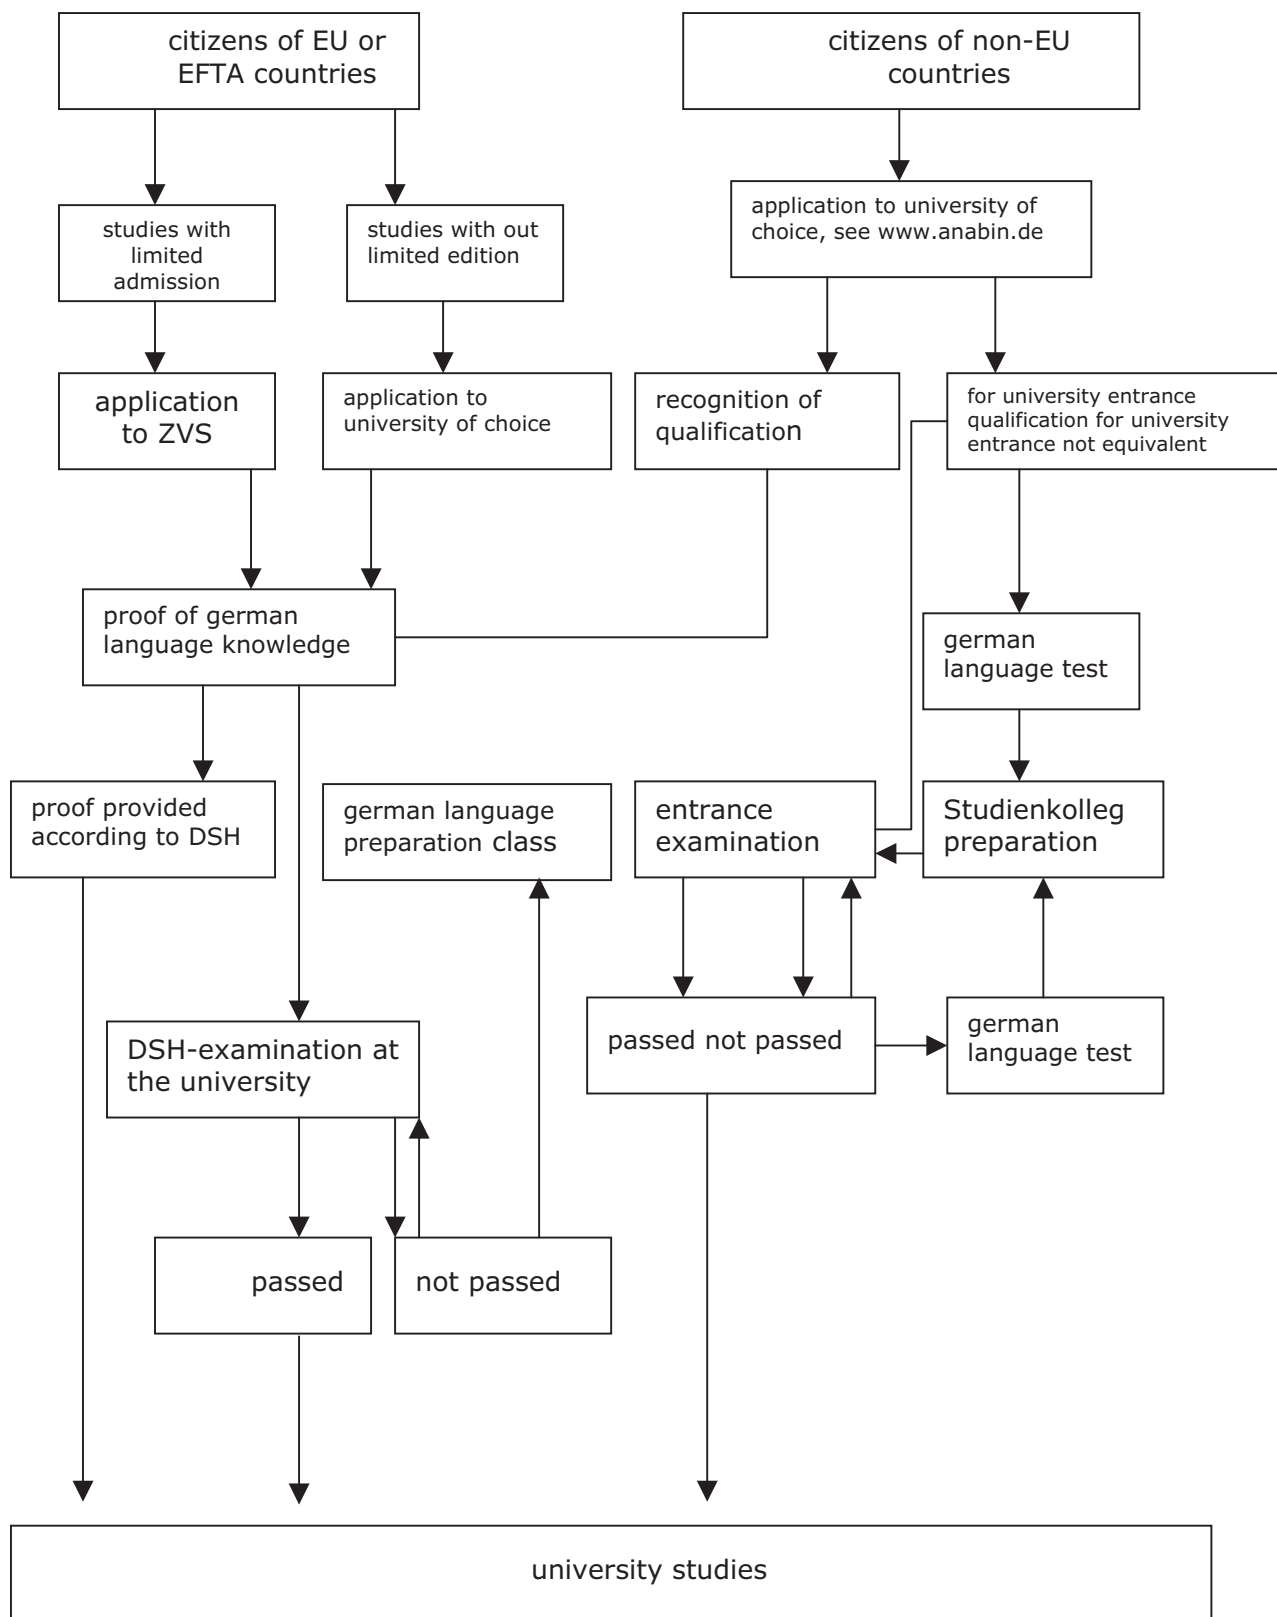 citizens of EU or
EFTA countries
citizens of non-EU
countries
studies with
limited
admission
studies with out
limited edition
application to university of
choice, see www.anabin.de
application
to ZVS
application to
university of choice
recognition of
qualification
for university entrance
qualification for university
entrance not equivalent
proof of german
language knowledge
german
language test
proof provided
according to DSH
german language
preparation class
entrance
examination
Studienkolleg
preparation
DSH-examination at
the university
passed not passed
german
language test
passed
not passed
university studies